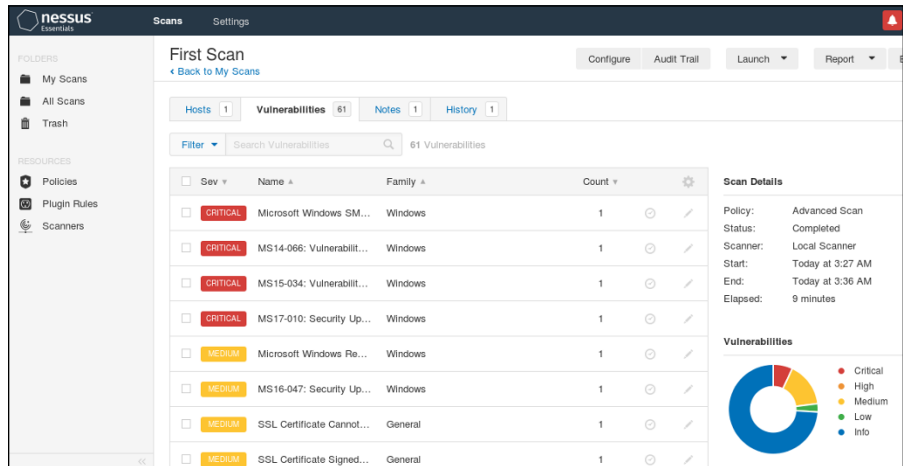 nessus
Essentials
Scans Settings
FOLDERS
My Scans
All Scans
Trash
RESOURCES
Policies
Plugin Rules
Scanners
First Scan
Back to My Scans
Configure Audit Trail Launch Report
Hosts 1 Vulnerabilities 61 Notes 1 History 1
Filter Search Vulnerabilities 61 Vulnerabilities
Sev Name Family Count
CRITICAL Microsoft Windows SM... Windows 1
CRITICAL MS14-066: Vulnerabilit... Windows 1
CRITICAL MS15-034: Vulnerabilit... Windows 1
CRITICAL MS17-010: Security Up... Windows 1
MEDIUM Microsoft Windows Re... Windows 1
MEDIUM MS16-047: Security Up... Windows 1
MEDIUM SSL Certificate Cannot... General 1
MEDIUM SSL Certificate Signed... General 1
Scan Details
Policy: Advanced Scan
Status: Completed
Scanner: Local Scanner
Start: Today at 3:27 AM
End: Today at 3:36 AM
Elapsed: 9 minutes
Vulnerabilities
Critical
High
Medium
Low
Info